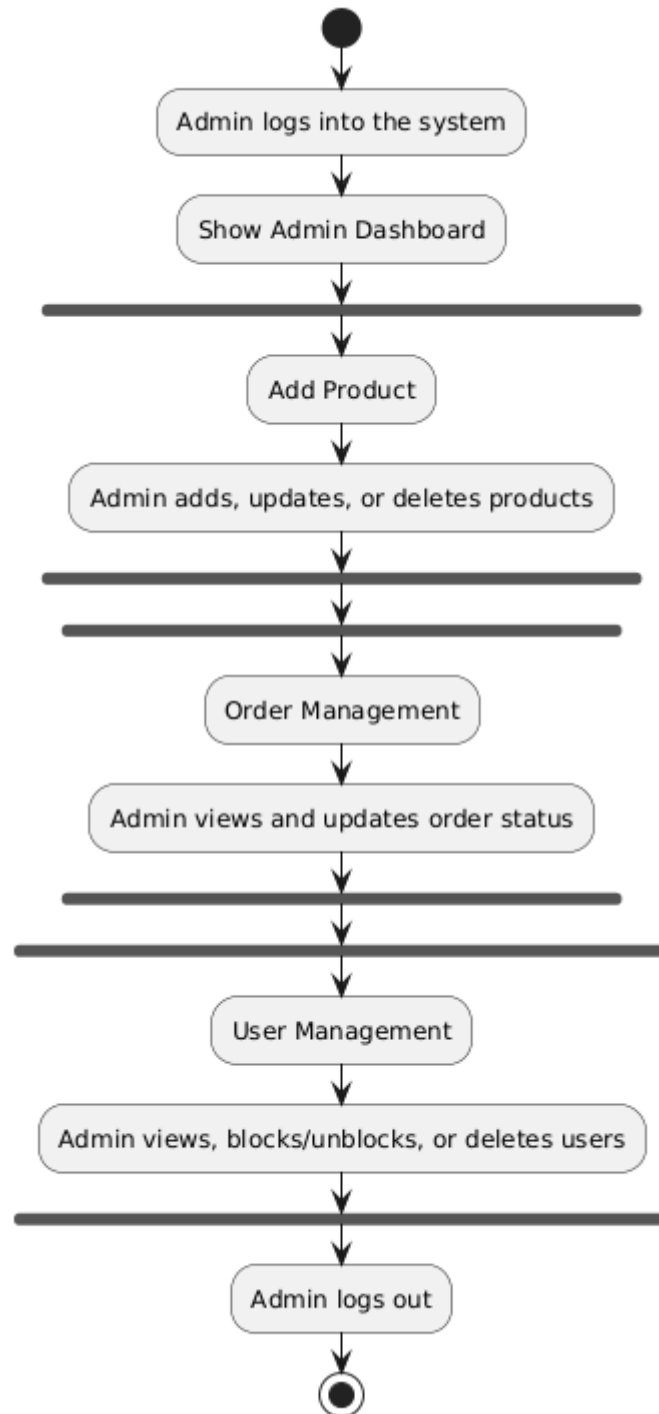 Admin logs into the system
Show Admin Dashboard
Add Product
Admin adds, updates, or deletes products
Order Management
Admin views and updates order status
User Management
Admin views, blocks/unblocks, or deletes users
Admin logs out